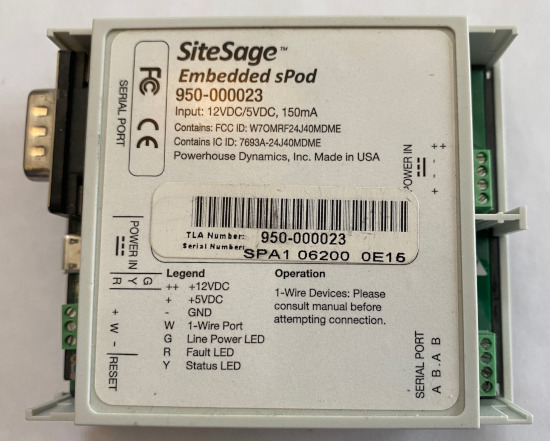 SiteSage™
Embedded sPod
950-000023
Input: 12VDC/5VDC, 150mA
Contains: FCC ID: W7OMRF24J40MDME
Contains IC ID: 7693A-24J40MDME
Powerhouse Dynamics, Inc. Made in USA
SERIAL PORT
FC
CE
POWER IN
+ - - ++
TLA Number: 950-000023
Serial Number: SPA1 06200 0E15
POWER IN
R Y G
+ W -
RESET
Legend
++ +12VDC
+ +5VDC
- GND
W 1-Wire Port
G Line Power LED
R Fault LED
Y Status LED
Operation
1-Wire Devices: Please
consult manual before
attempting connection.
SERIAL PORT
A B. A B